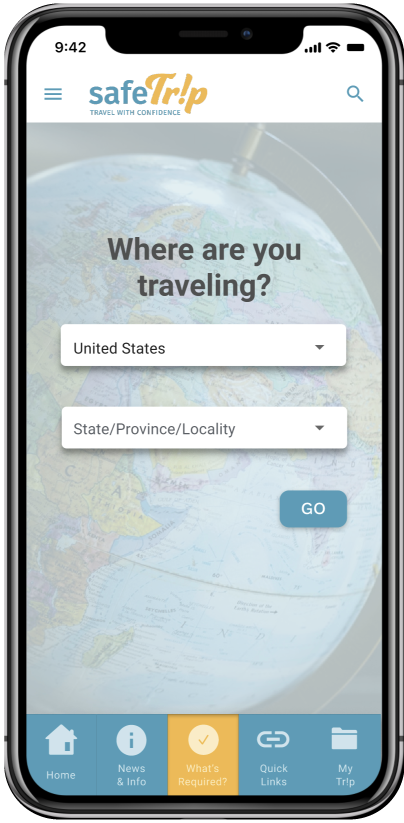 9:42
safeTr!p
TRAVEL WITH CONFIDENCE
Where are you
traveling?
United States
State/Province/Locality
GO
Home
News
& Info
What's
Required?
Quick
Links
My
Tr!p